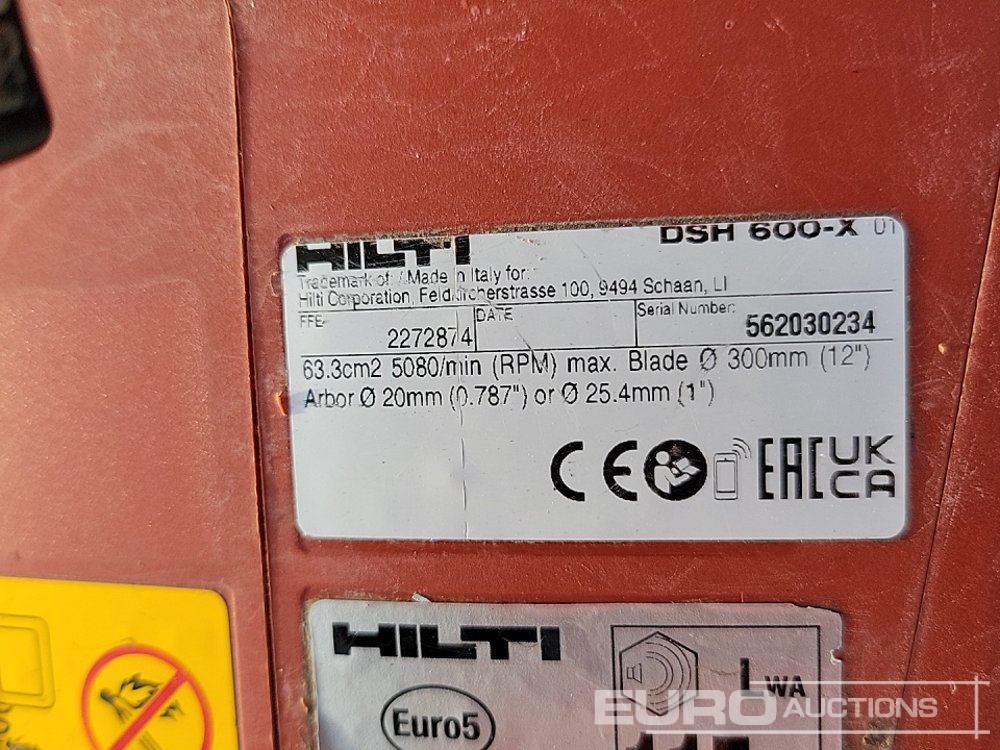 HILTI DSH 600-X 01
Trademark of / Made in Italy for:
Hilti Corporation, Feldkircherstrasse 100, 9494 Schaan, LI
FFE 2272874 DATE Serial Number: 562030234
63.3cm2 5080/min (RPM) max. Blade Ø 300mm (12")
Arbor Ø 20mm (0.787") or Ø 25.4mm (1")
CE EAC UK
CA
HILTI
LWA
Euro5
EURO AUCTIONS